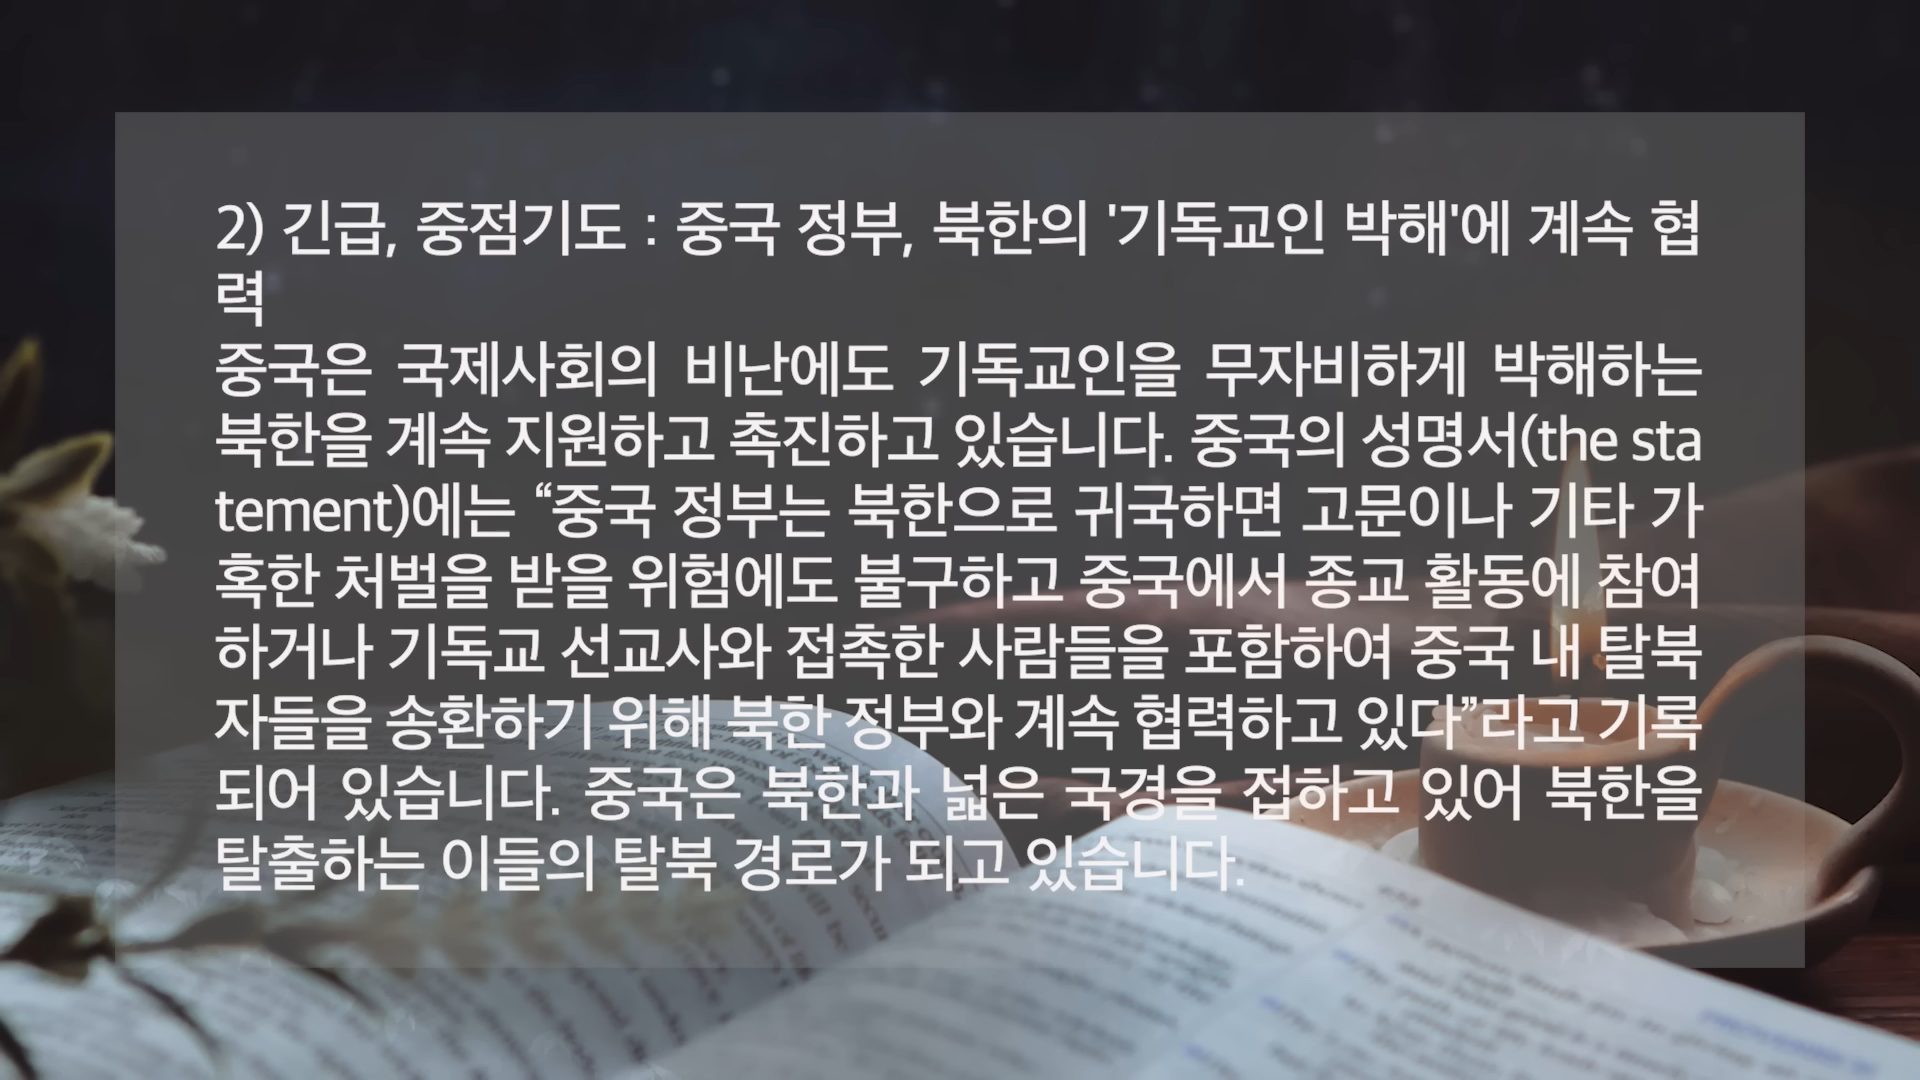 2) 긴급, 중점기도 : 중국 정부, 북한의 '기독교인 박해'에 계속 협
력
중국은 국제사회의 비난에도 기독교인을 무자비하게 박해하는
북한을 계속 지원하고 촉진하고 있습니다. 중국의 성명서(the sta
tement)에는 “중국 정부는 북한으로 귀국하면 고문이나 기타 가
혹한 처벌을 받을 위험에도 불구하고 중국에서 종교 활동에 참여
하거나 기독교 선교사와 접촉한 사람들을 포함하여 중국 내 탈북
자들을 송환하기 위해 북한 정부와 계속 협력하고 있다”라고 기록
되어 있습니다. 중국은 북한과 넓은 국경을 접하고 있어 북한을
탈출하는 이들의 탈북 경로가 되고 있습니다.